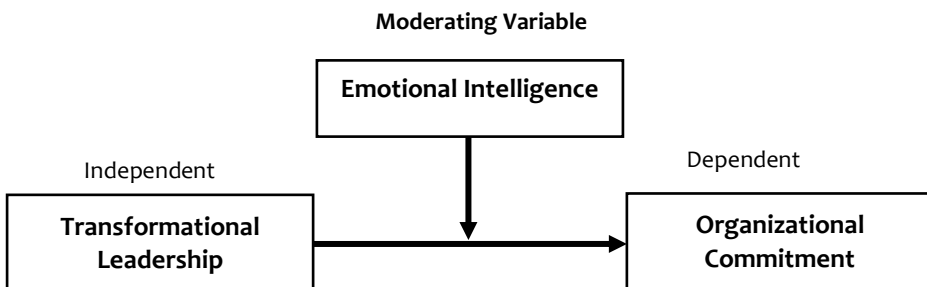 Moderating Variable
Emotional Intelligence
Independent
Dependent
Transformational
Leadership
Organizational
Commitment